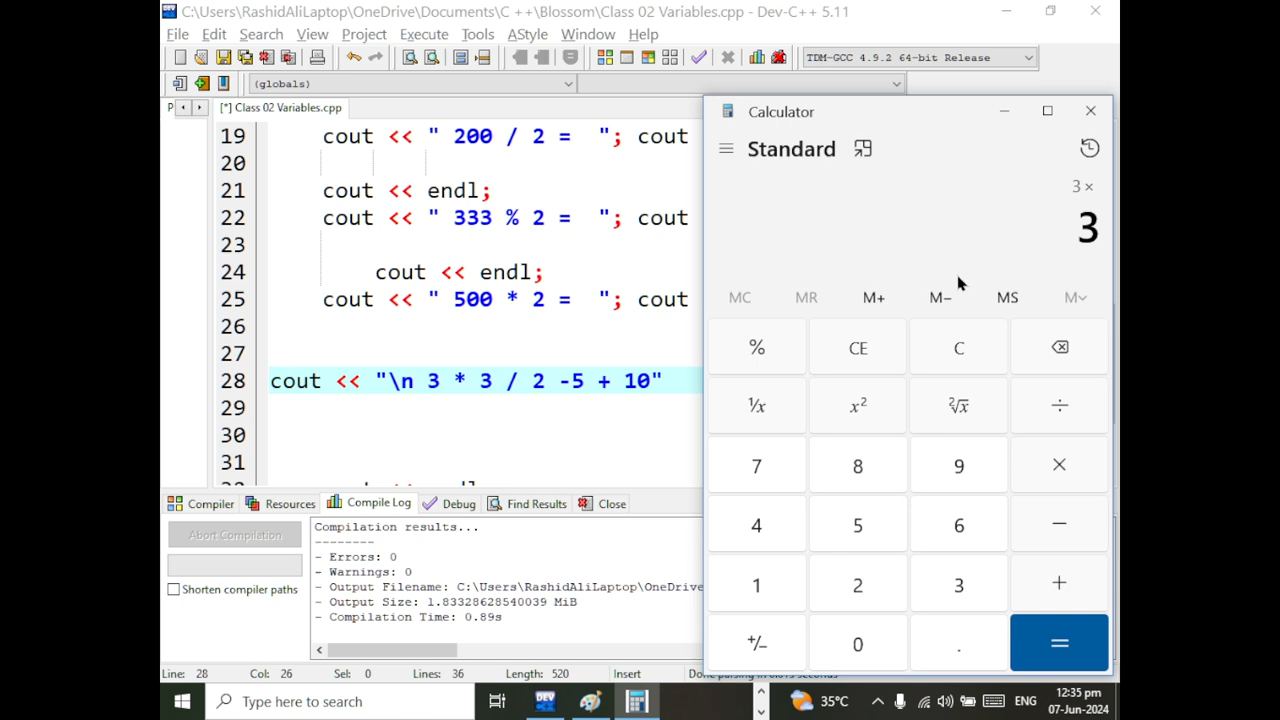 C:\Users\RashidAliLaptop\OneDrive\Documents\C ++\Blossom\Class 02 Variables.cpp - Dev-C++ 5.11
File Edit Search View Project Execute Tools AStyle Window Help
TDM-GCC 4.9.2 64-bit Release
(globals)
P [*] Class 02 Variables.cpp
19 cout << " 200 / 2 =  "; cout
20
21 cout << endl;
22 cout << " 333 % 2 =  "; cout
23
24 cout << endl;
25 cout << " 500 * 2 =  "; cout
26
27
28 cout << "\n 3 * 3 / 2 -5 + 10"
29
30
31
Compiler Resources Compile Log Debug Find Results Close
Abort Compilation
Shorten compiler paths
Compilation results...
--------
- Errors: 0
- Warnings: 0
- Output Filename: C:\Users\RashidAliLaptop\OneDrive
- Output Size: 1.83328628540039 MiB
- Compilation Time: 0.89s
Line: 28 Col: 26 Sel: 0 Lines: 36 Length: 520 Insert
Calculator
Standard
3 ×
3
MC MR M+ M− MS M
% CE C
¹/x x² ²√x ÷
7 8 9 ×
4 5 6 −
1 2 3 +
+/− 0 . =
Type here to search
DEV
35°C
ENG
12:35 pm
07-Jun-2024